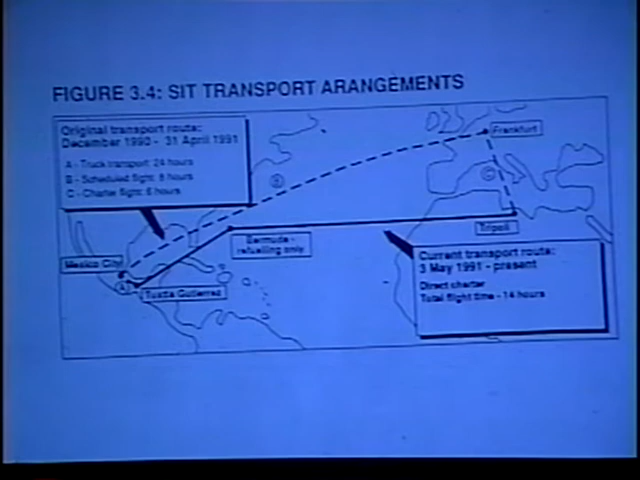 FIGURE 3.4: SIT TRANSPORT ARANGEMENTS
Original transport route:
December 1990 - 31 April 1991
A - Truck transport: 24 hours
B - Scheduled flight: 8 hours
C - Charter flight: 6 hours
Frankfurt
B
C
Tripoli
Bermuda -
refuelling only
Mexico City
A
Tuxtla Gutierrez
Current transport route:
3 May 1991 - present
Direct charter
Total flight time - 14 hours